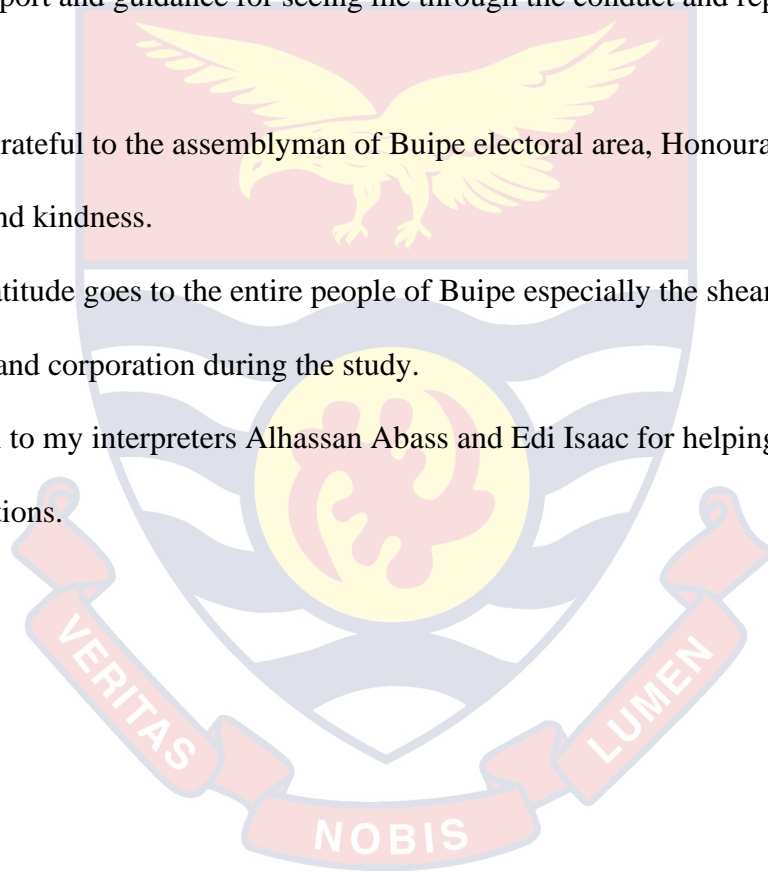 port and guidance for seeing me through the conduct and rep
rateful to the assemblyman of Buipe electoral area, Honoura
nd kindness.
atitude goes to the entire people of Buipe especially the shear
and corporation during the study.
to my interpreters Alhassan Abass and Edi Isaac for helping
tions.
VERITAS
NOBIS
LUMEN